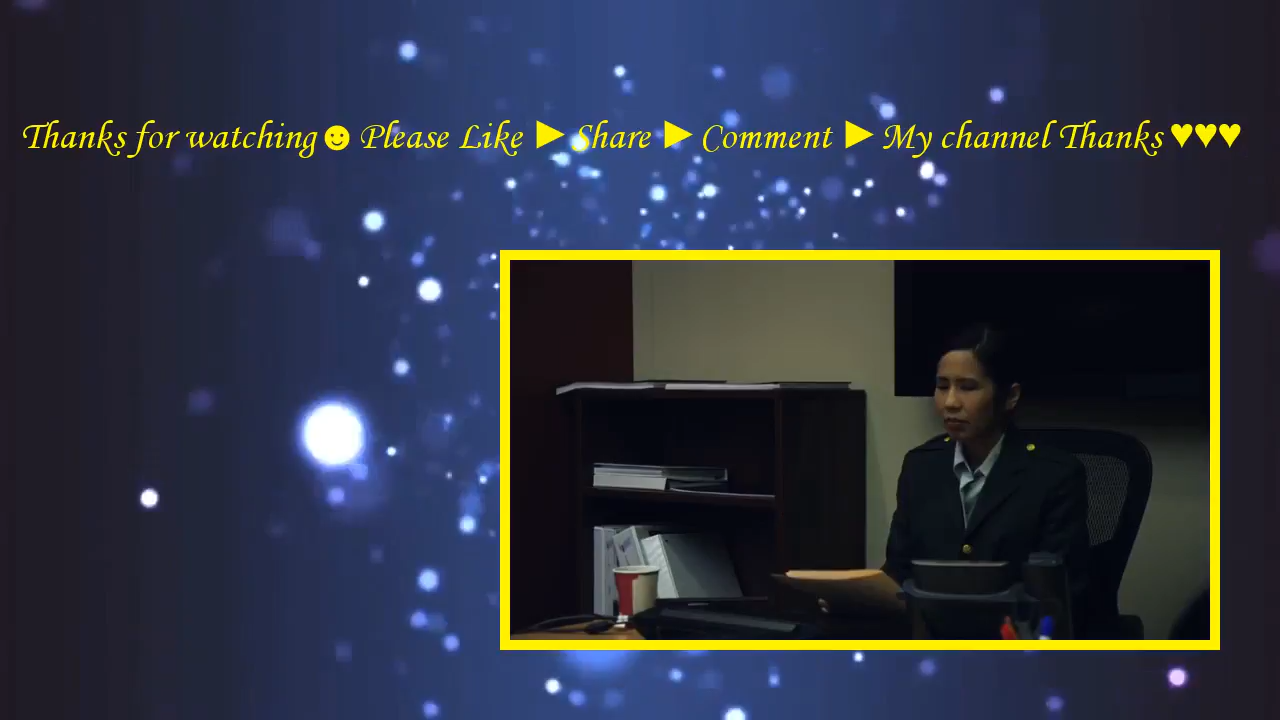 Thanks for watching☻Please Like ► Share ► Comment ► My channel Thanks ♥♥♥